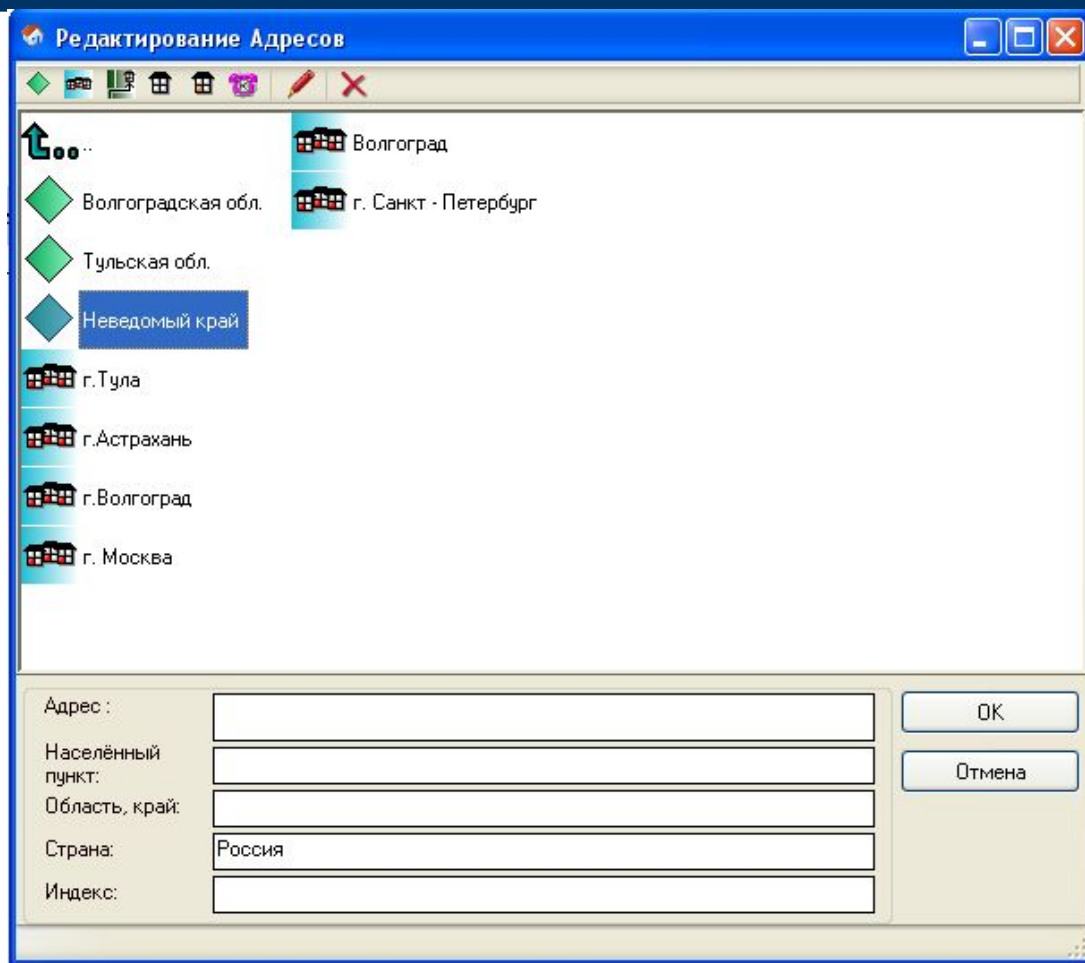 Редактирование Адресов
..
Волгоградская обл.
Тульская обл.
Неведомый край
г.Тула
г.Астрахань
г.Волгоград
г. Москва
Волгоград
г. Санкт - Петербург
Адрес :
Населённый
пункт:
Область, край:
Страна:
Россия
Индекс:
OK
Отмена